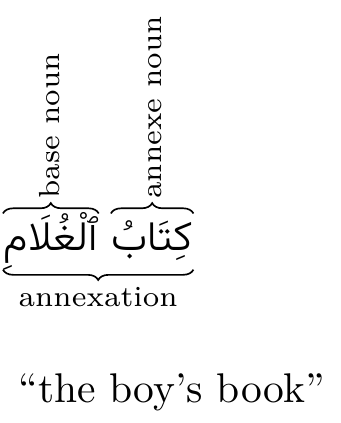 base noun
annexe noun
كِتَابُ ٱلْغُلَامِ
annexation
“the boy’s book”